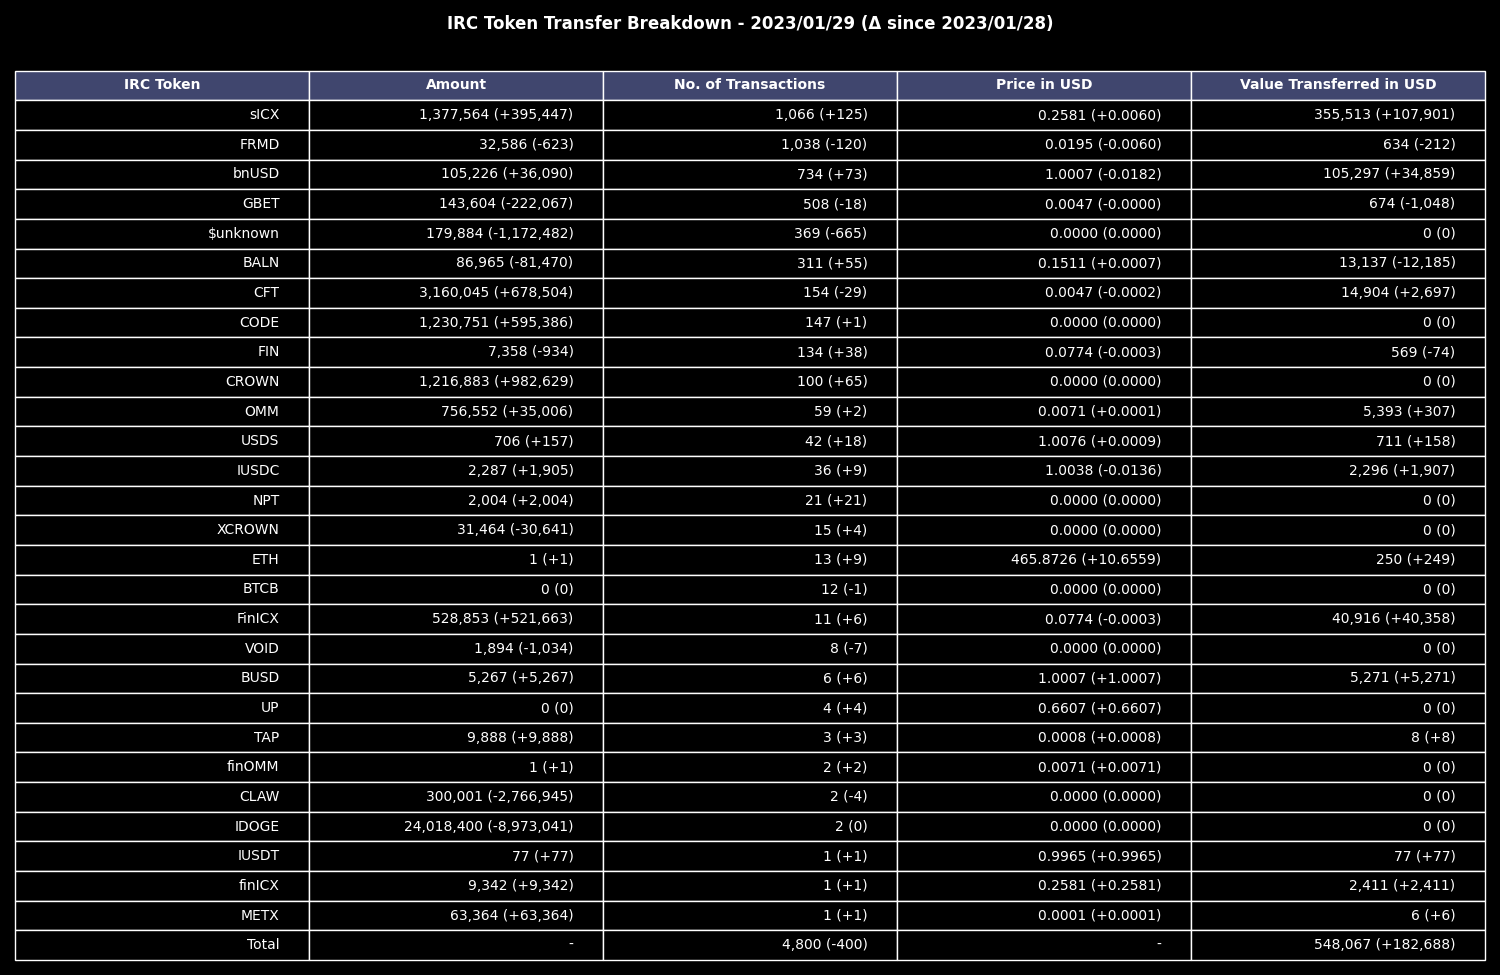 IRC Token Transfer Breakdown - 2023/01/29 (Δ since 2023/01/28)
IRC Token Amount No. of Transactions Price in USD Value Transferred in USD
sICX 1,377,564 (+395,447) 1,066 (+125) 0.2581 (+0.0060) 355,513 (+107,901)
FRMD 32,586 (-623) 1,038 (-120) 0.0195 (-0.0060) 634 (-212)
bnUSD 105,226 (+36,090) 734 (+73) 1.0007 (-0.0182) 105,297 (+34,859)
GBET 143,604 (-222,067) 508 (-18) 0.0047 (-0.0000) 674 (-1,048)
$unknown 179,884 (-1,172,482) 369 (-665) 0.0000 (0.0000) 0 (0)
BALN 86,965 (-81,470) 311 (+55) 0.1511 (+0.0007) 13,137 (-12,185)
CFT 3,160,045 (+678,504) 154 (-29) 0.0047 (-0.0002) 14,904 (+2,697)
CODE 1,230,751 (+595,386) 147 (+1) 0.0000 (0.0000) 0 (0)
FIN 7,358 (-934) 134 (+38) 0.0774 (-0.0003) 569 (-74)
CROWN 1,216,883 (+982,629) 100 (+65) 0.0000 (0.0000) 0 (0)
OMM 756,552 (+35,006) 59 (+2) 0.0071 (+0.0001) 5,393 (+307)
USDS 706 (+157) 42 (+18) 1.0076 (+0.0009) 711 (+158)
IUSDC 2,287 (+1,905) 36 (+9) 1.0038 (-0.0136) 2,296 (+1,907)
NPT 2,004 (+2,004) 21 (+21) 0.0000 (0.0000) 0 (0)
XCROWN 31,464 (-30,641) 15 (+4) 0.0000 (0.0000) 0 (0)
ETH 1 (+1) 13 (+9) 465.8726 (+10.6559) 250 (+249)
BTCB 0 (0) 12 (-1) 0.0000 (0.0000) 0 (0)
FinICX 528,853 (+521,663) 11 (+6) 0.0774 (-0.0003) 40,916 (+40,358)
VOID 1,894 (-1,034) 8 (-7) 0.0000 (0.0000) 0 (0)
BUSD 5,267 (+5,267) 6 (+6) 1.0007 (+1.0007) 5,271 (+5,271)
UP 0 (0) 4 (+4) 0.6607 (+0.6607) 0 (0)
TAP 9,888 (+9,888) 3 (+3) 0.0008 (+0.0008) 8 (+8)
finOMM 1 (+1) 2 (+2) 0.0071 (+0.0071) 0 (0)
CLAW 300,001 (-2,766,945) 2 (-4) 0.0000 (0.0000) 0 (0)
IDOGE 24,018,400 (-8,973,041) 2 (0) 0.0000 (0.0000) 0 (0)
IUSDT 77 (+77) 1 (+1) 0.9965 (+0.9965) 77 (+77)
finICX 9,342 (+9,342) 1 (+1) 0.2581 (+0.2581) 2,411 (+2,411)
METX 63,364 (+63,364) 1 (+1) 0.0001 (+0.0001) 6 (+6)
Total - 4,800 (-400) - 548,067 (+182,688)